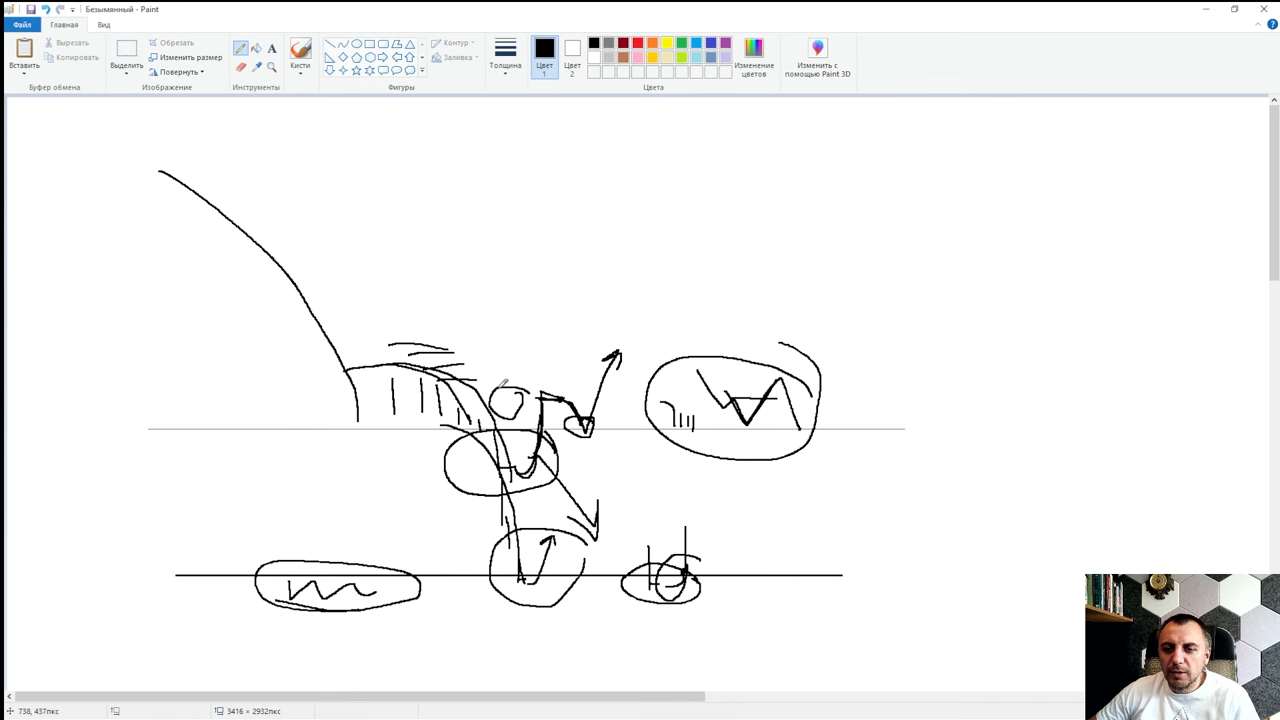 Безымянный - Paint
Файл
Главная
Вид
Вставить
Вырезать
Копировать
Буфер обмена
Выделить
Обрезать
Изменить размер
Повернуть
Изображение
Инструменты
Кисти
Контур
Заливка
Фигуры
Толщина
Цвет 1
Цвет 2
Изменение цветов
Цвета
Изменить с помощью Paint 3D
738, 437пкс
3416 × 2932пкс